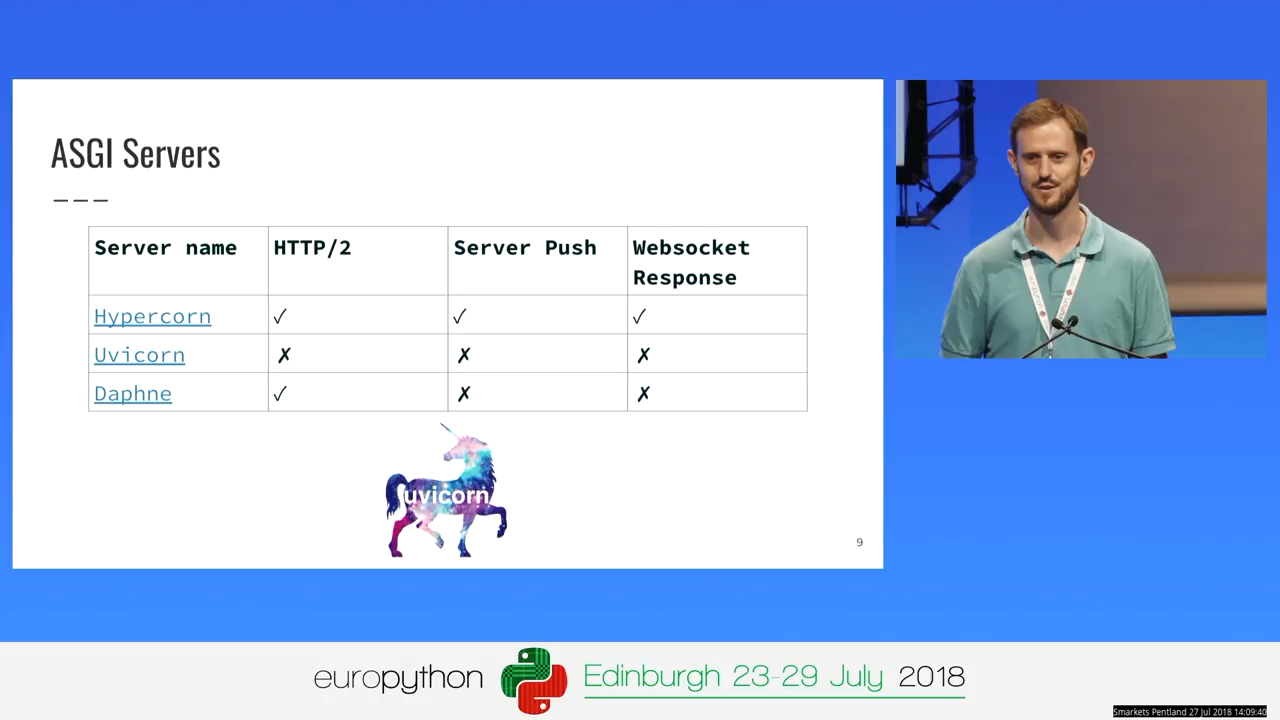 ASGI Servers
Server name HTTP/2 Server Push Websocket Response
Hypercorn ✓ ✓ ✓
Uvicorn ✗ ✗ ✗
Daphne ✓ ✗ ✗
uvicorn
9
europython Edinburgh 23-29 July 2018
Smarkets Pentland 27 Jul 2018 14:09:40